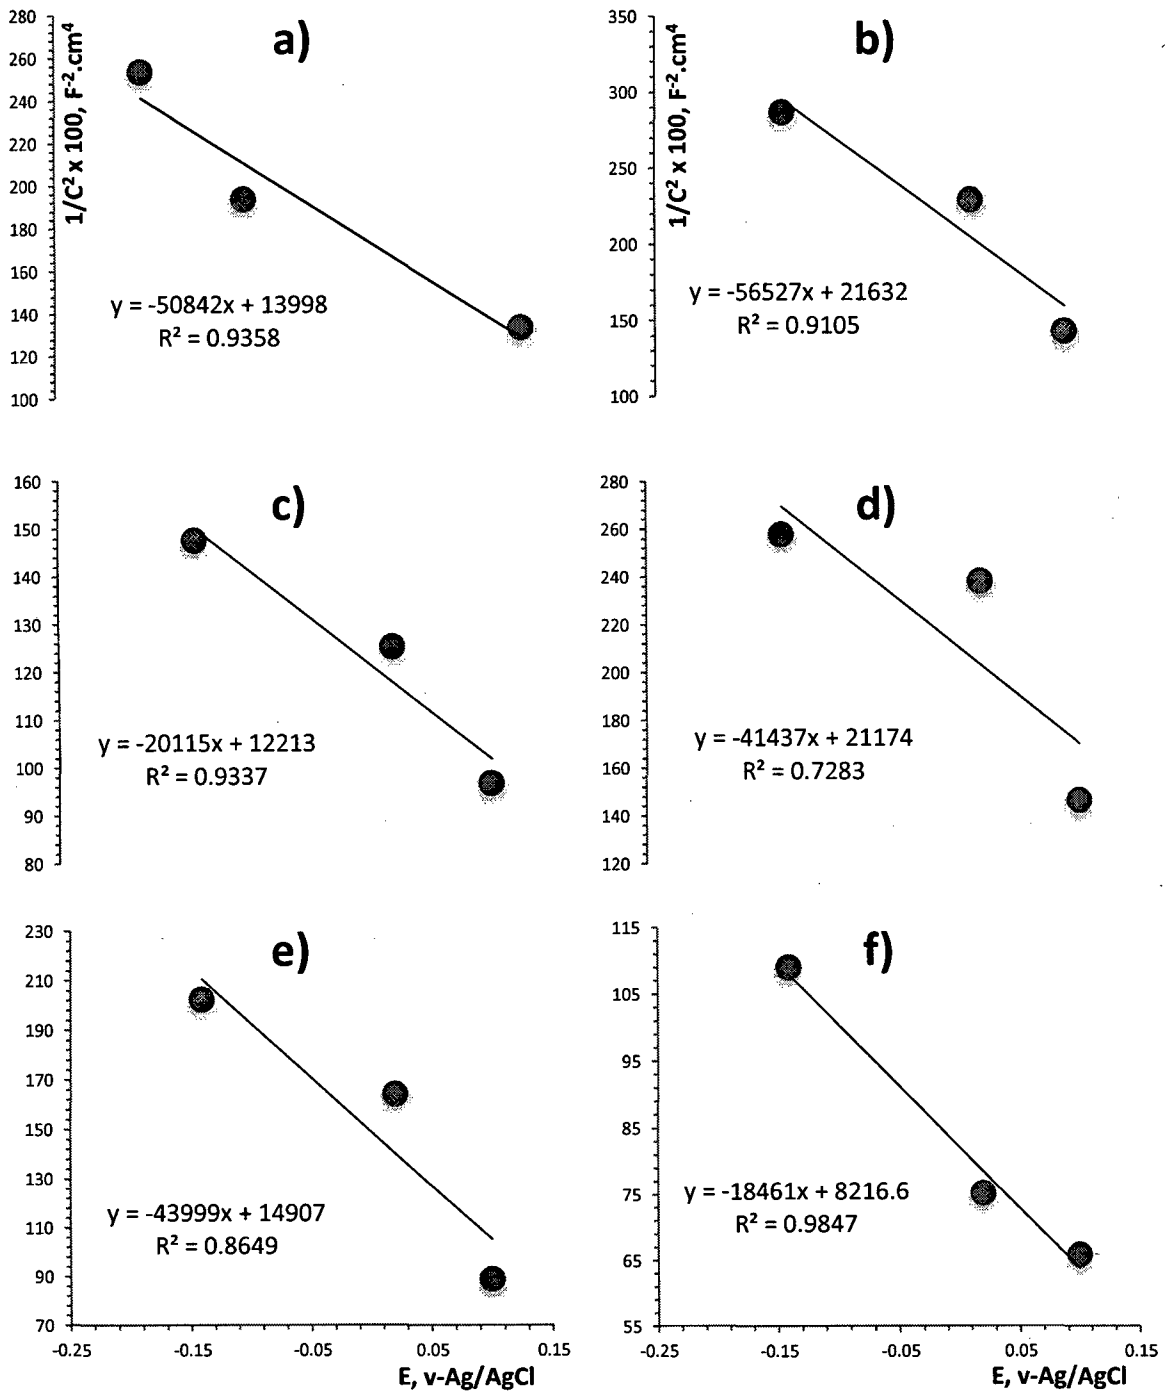 a)
1/C² x 100, F⁻².cm⁴
280
260
240
220
200
180
160
140
120
100
y = -50842x + 13998
R² = 0.9358
b)
1/C² x 100, F⁻².cm⁴
350
300
250
200
150
100
y = -56527x + 21632
R² = 0.9105
c)
160
150
140
130
120
110
100
90
80
y = -20115x + 12213
R² = 0.9337
d)
280
260
240
220
200
180
160
140
120
y = -41437x + 21174
R² = 0.7283
e)
230
210
190
170
150
130
110
90
70
y = -43999x + 14907
R² = 0.8649
-0.25 -0.15 -0.05 0.05 0.15
E, v-Ag/AgCl
f)
115
105
95
85
75
65
55
y = -18461x + 8216.6
R² = 0.9847
-0.25 -0.15 -0.05 0.05 0.15
E, v-Ag/AgCl